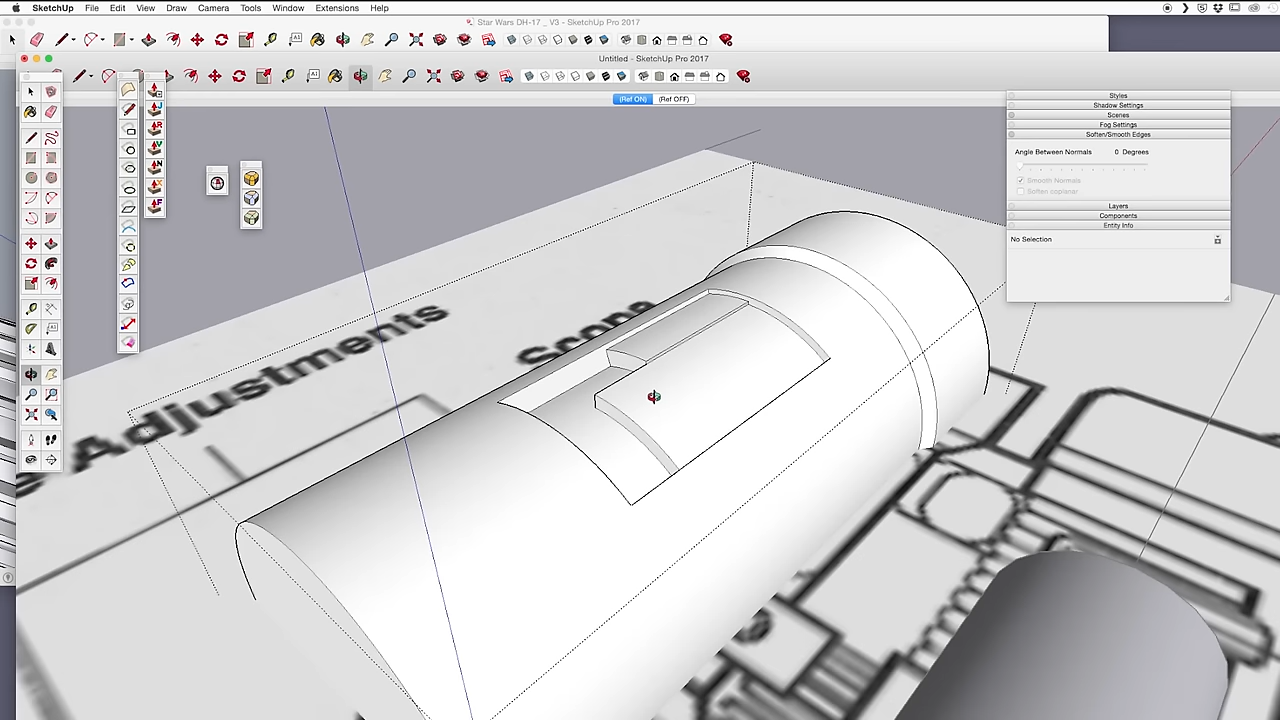 SketchUp File Edit View Draw Camera Tools Window Extensions Help
Star Wars DH-17 _ V3 - SketchUp Pro 2017
Untitled - SketchUp Pro 2017
(Ref ON) (Ref OFF)
Styles
Shadow Settings
Scenes
Fog Settings
Soften/Smooth Edges
Angle Between Normals 0 Degrees
Smooth Normals
Soften coplanar
Layers
Components
Entity Info
No Selection
Adjustments
Scope